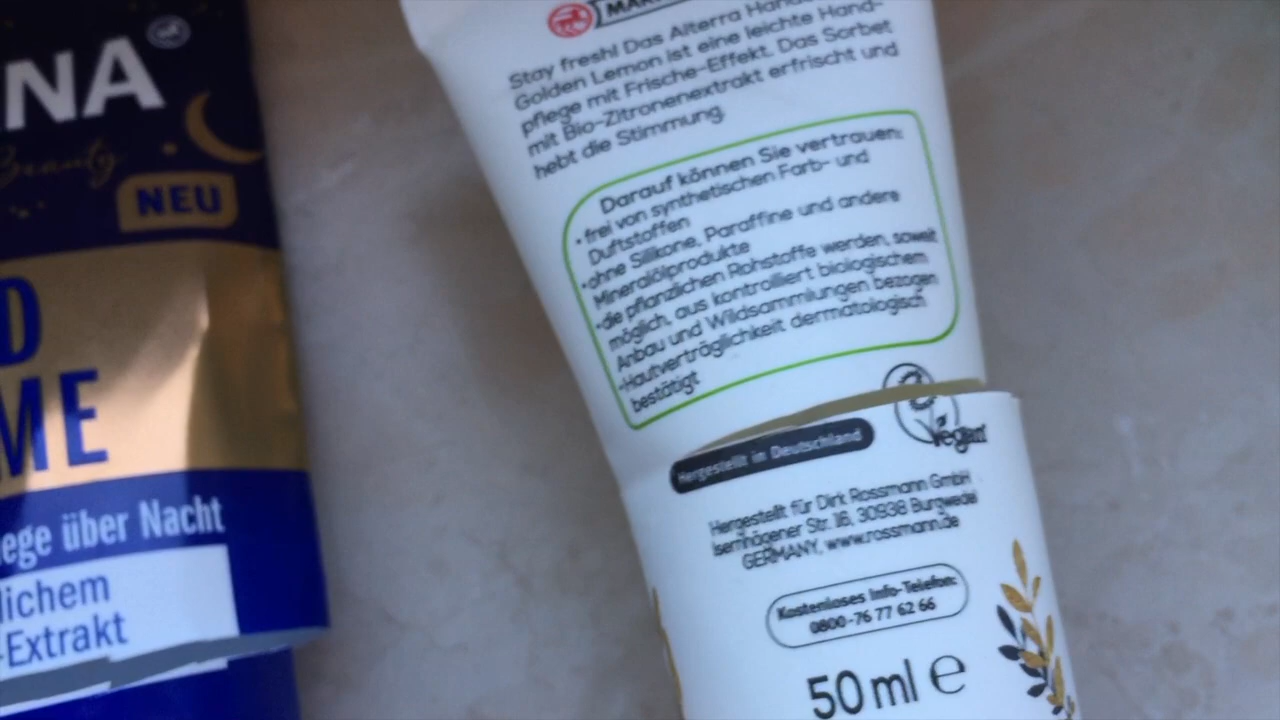 NA
Beauty
NEU
D
ME
ege über Nacht
lichem
-Extrakt
Stay fresh! Das Alterra
Golden Lemon ist eine leichte Hand-
pflege mit Frische-Effekt. Das Sorbet
mit Bio-Zitronenextrakt erfrischt und
hebt die Stimmung.
Darauf können Sie vertrauen:
• frei von synthetischen Farb- und
Duftstoffen
• ohne Silikone, Paraffine und andere
Mineralölprodukte
• die pflanzlichen Rohstoffe werden, soweit
möglich, aus kontrolliert biologischem
Anbau und Wildsammlungen bezogen
• Hautverträglichkeit dermatologisch
bestätigt
Hergestellt in Deutschland
Vegan
Hergestellt für Dirk Rossmann GmbH
Isernhägener Str. 16, 30938 Burgwedel
GERMANY, www.rossmann.de
Kostenloses Info-Telefon:
0800-76 77 62 66
50 ml e